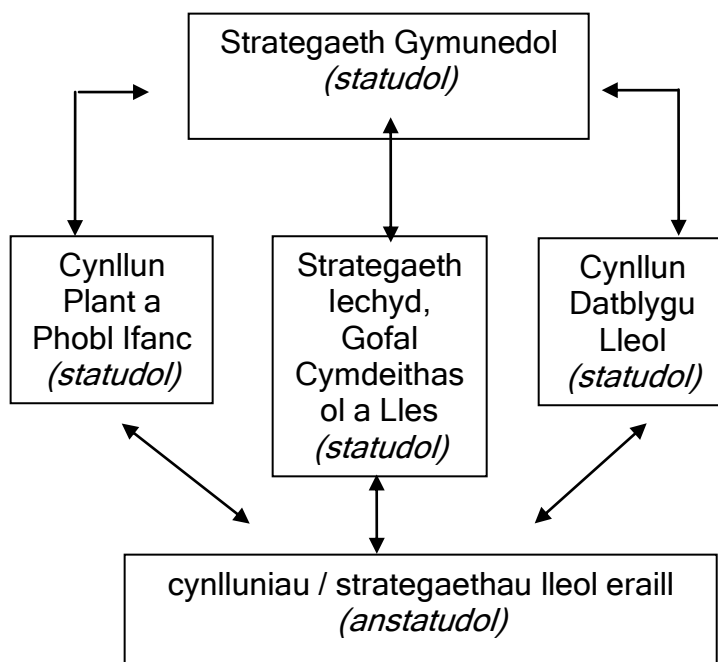 Strategaeth Gymunedol
(statudol)
Cynllun
Plant a
Phobl Ifanc
(statudol)
Strategaeth
Iechyd,
Gofal
Cymdeithas
ol a Lles
(statudol)
Cynllun
Datblygu
Lleol
(statudol)
cynlluniau / strategaethau lleol eraill
(anstatudol)